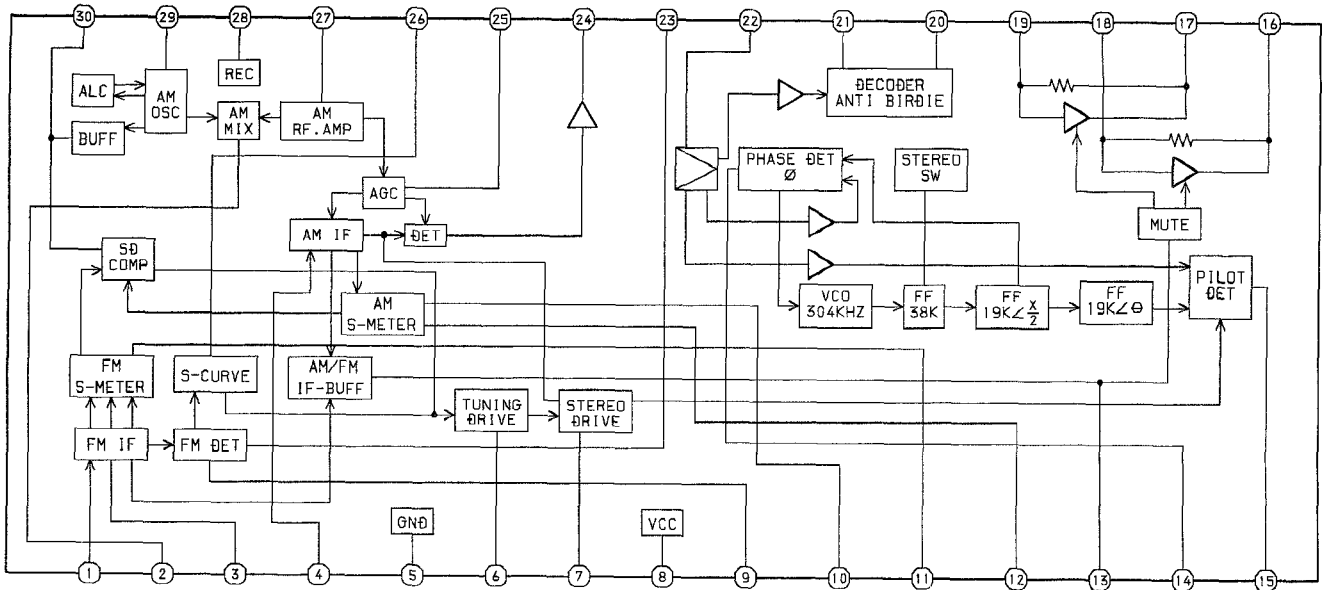 30 29 28 27 26 25 24 23 22 21 20 19 18 17 16
ALC
AM
OSC
REC
BUFF
AM
MIX
AM
RF.AMP
DECODER
ANTI BIRDIE
AGC
PHASE DET
Ø
STEREO
SW
AM IF
DET
MUTE
SD
COMP
AM
S-METER
VCO
304KHZ
FF
38K
FF
19K∠X/2
FF
19K∠Θ
PILOT
DET
FM
S-METER
S-CURVE
AM/FM
IF-BUFF
TUNING
DRIVE
STEREO
DRIVE
FM IF
FM DET
GND
VCC
1 2 3 4 5 6 7 8 9 10 11 12 13 14 15